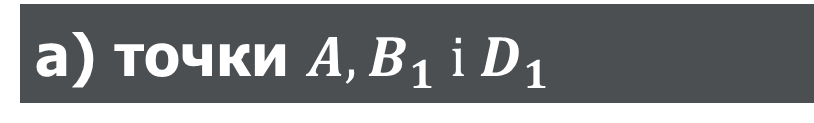 а) точки A, B₁ і D₁